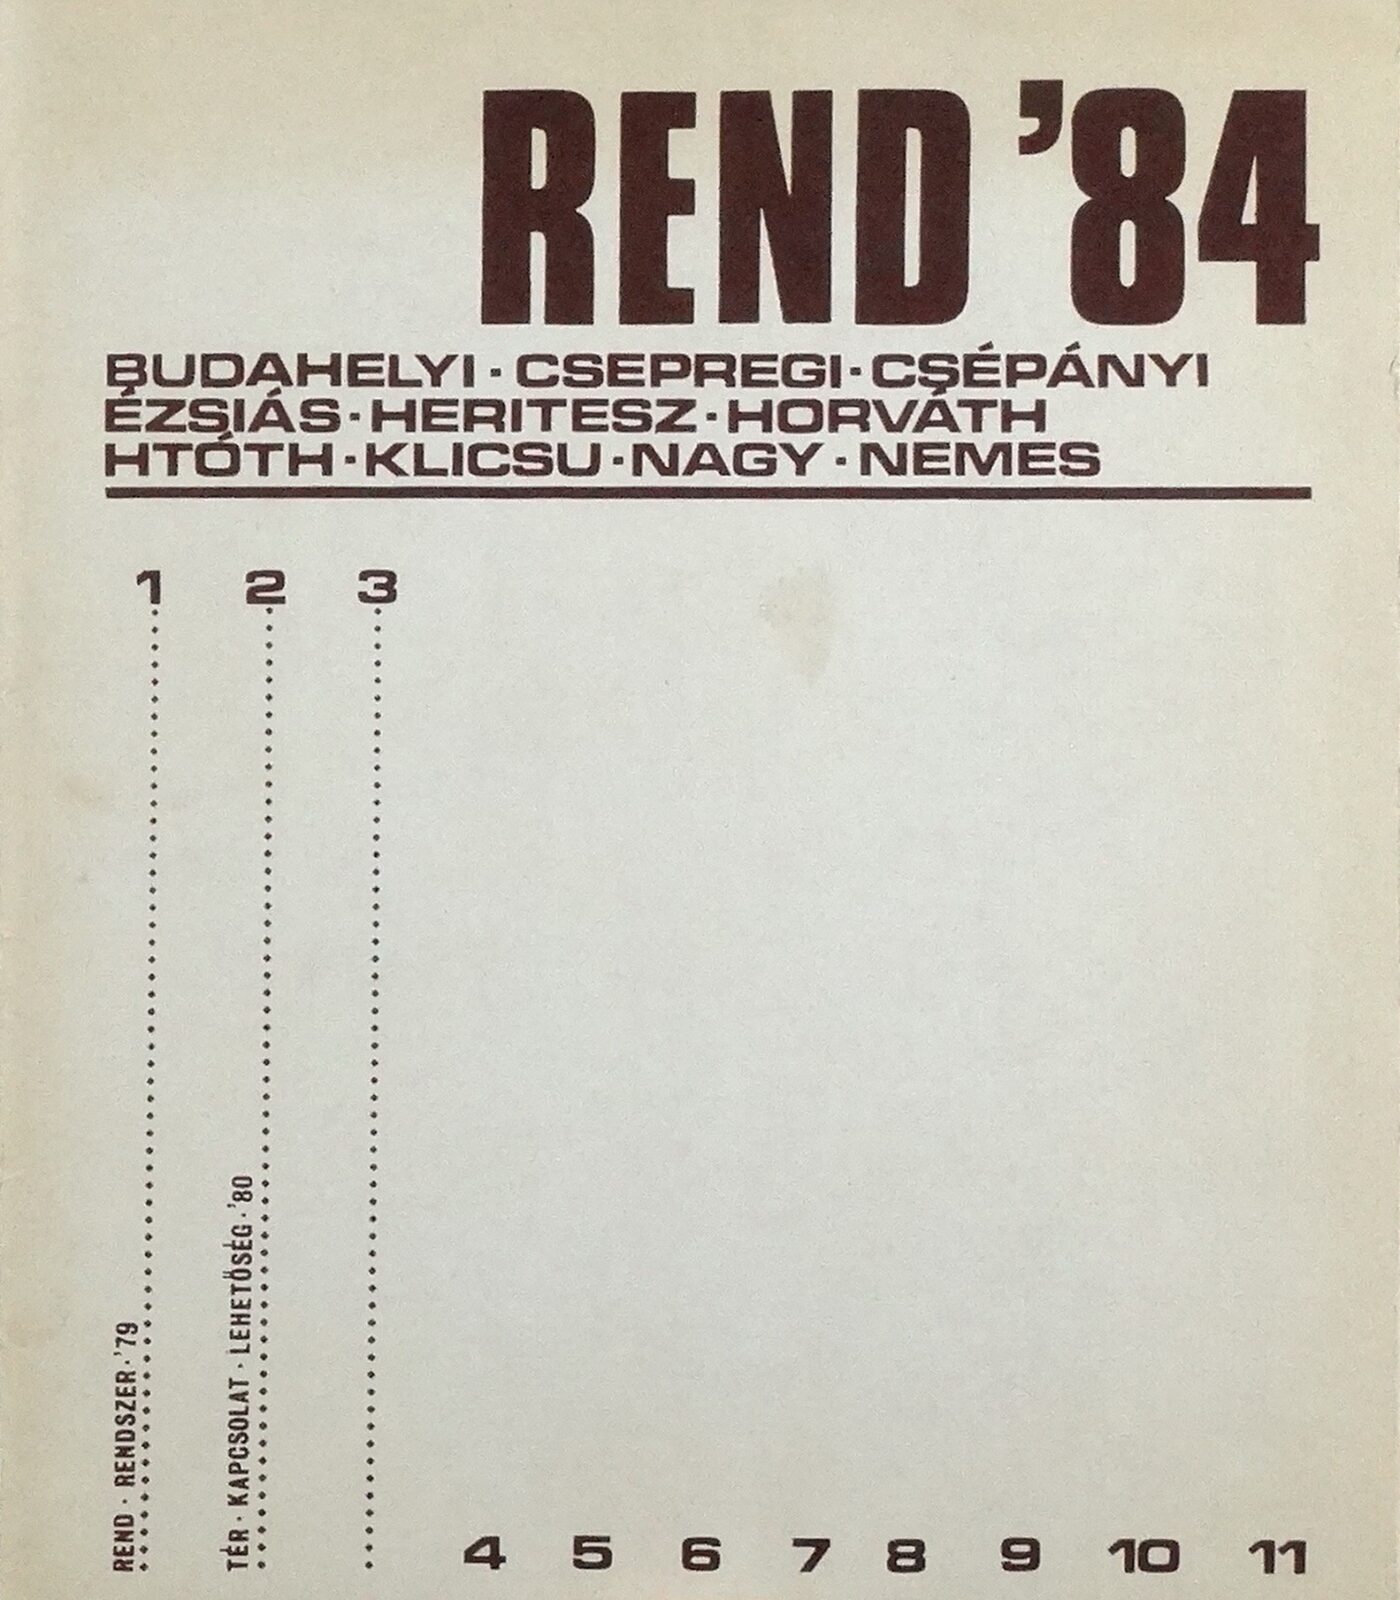 REND '84
BUDAHELYI · CSEPREGI · CSÉPÁNYI
ÉZSIÁS · HERITESZ · HORVÁTH
HTÓTH · KLICSU · NAGY · NEMES
1 2 3
REND · RENDSZER · '79
TÉR · KAPCSOLAT · LEHETŐSÉG · '80
4 5 6 7 8 9 10 11